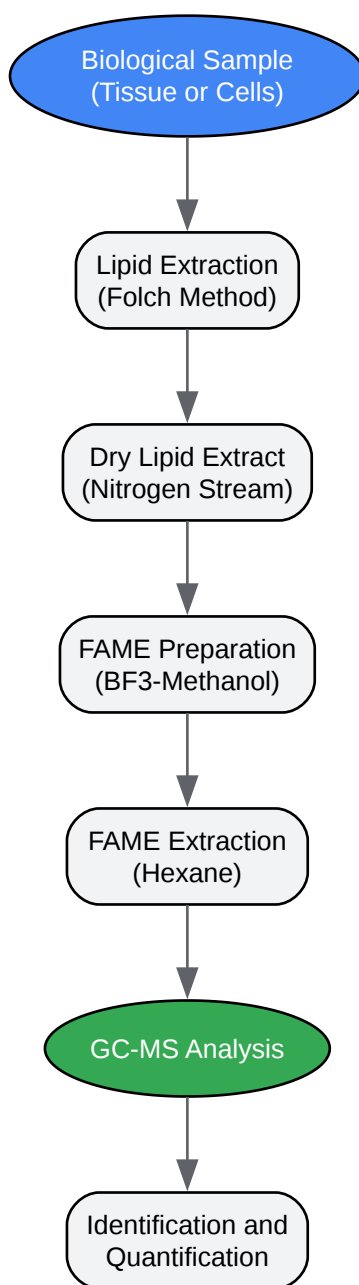 Biological Sample
(Tissue or Cells)
Lipid Extraction
(Folch Method)
Dry Lipid Extract
(Nitrogen Stream)
FAME Preparation
(BF3-Methanol)
FAME Extraction
(Hexane)
GC-MS Analysis
Identification and
Quantification